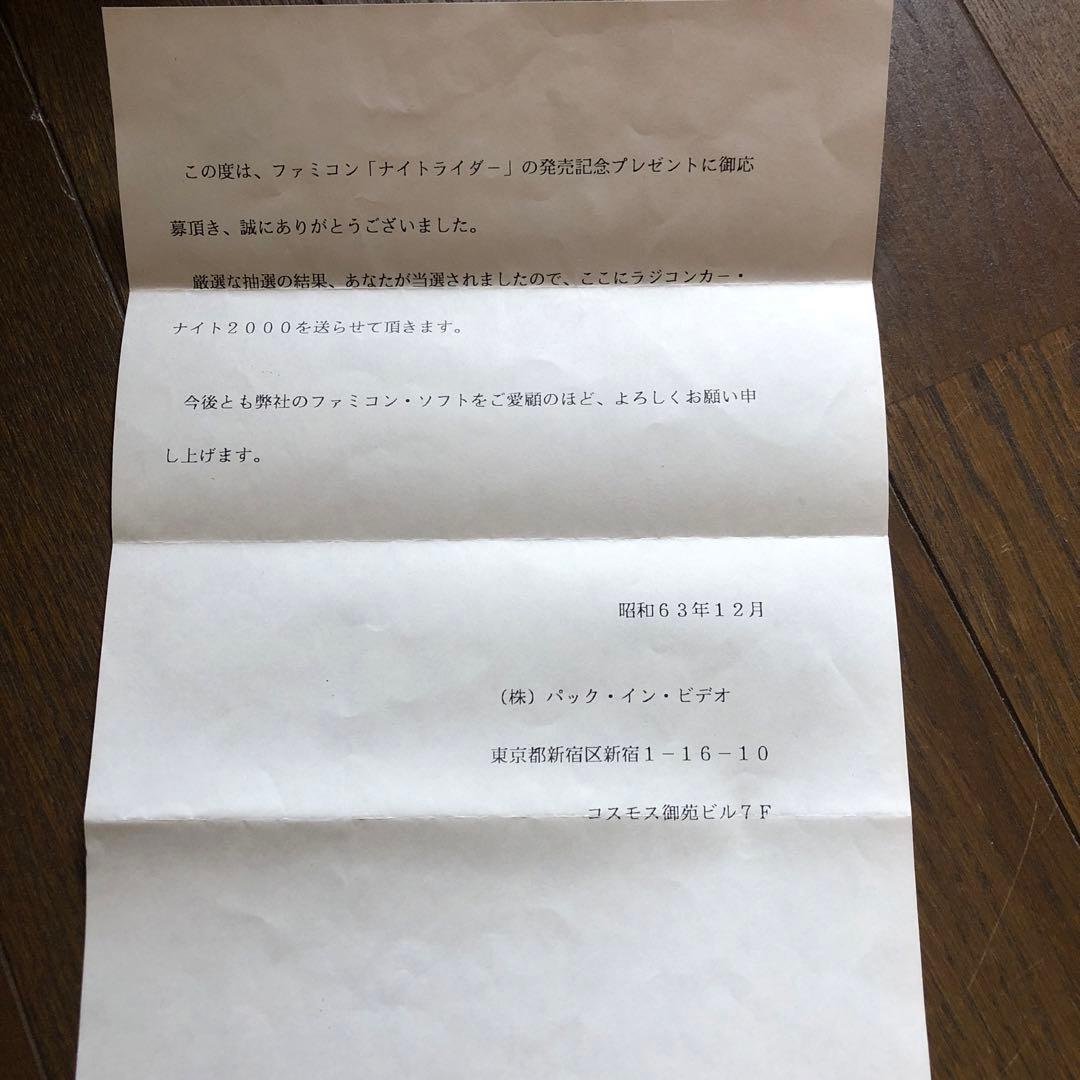 この度は、ファミコン「ナイトライダー」の発売記念プレゼントに御応
募頂き、誠にありがとうございました。
厳選な抽選の結果、あなたが当選されましたので、ここにラジコンカー・
ナイト2000を送らせて頂きます。
今後とも弊社のファミコン・ソフトをご愛顧のほど、よろしくお願い申
し上げます。
昭和63年12月
(株)パック・イン・ビデオ
東京都新宿区新宿1-16-10
コスモス御苑ビル7F